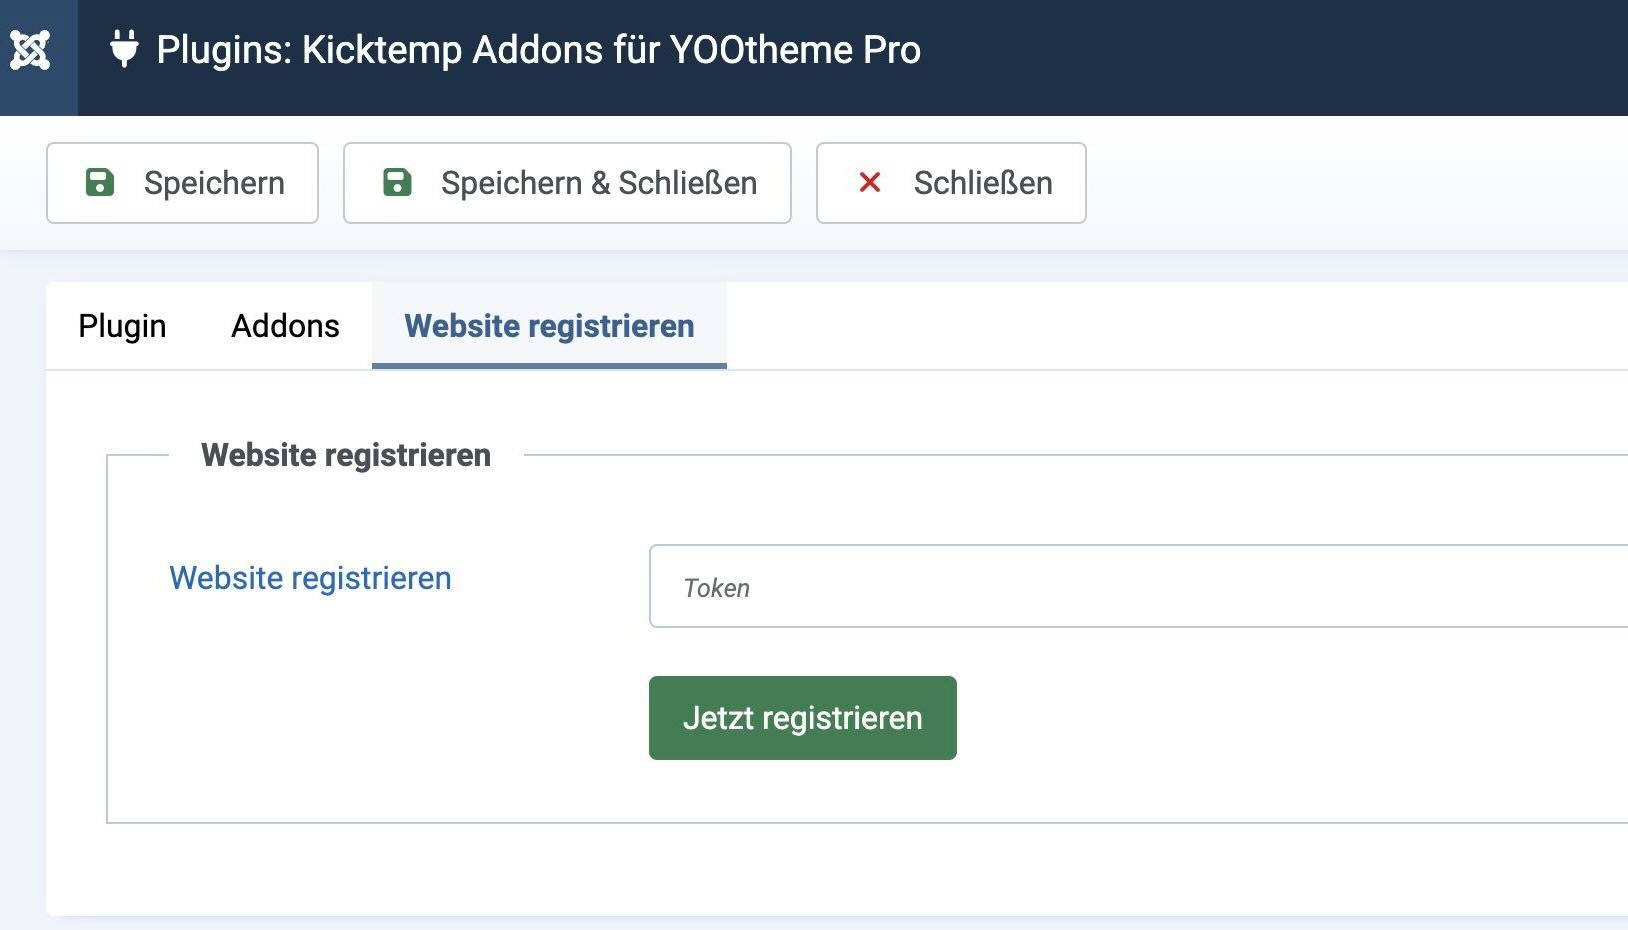 Plugins: Kicktemp Addons für YOOtheme Pro
Speichern Speichern & Schließen Schließen
Plugin Addons Website registrieren
Website registrieren
Website registrieren Token
Jetzt registrieren